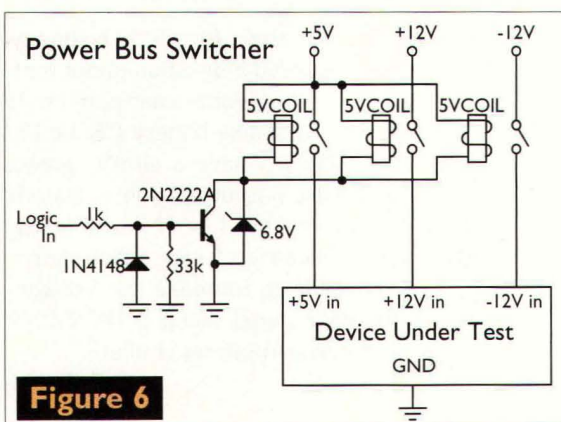 Power Bus Switcher
+5V +12V -12V
5VCOIL 5VCOIL 5VCOIL
2N2222A
Logic
In
1k
6.8V
1N4148
33k
+5V in +12V in -12V in
Device Under Test
GND
Figure 6